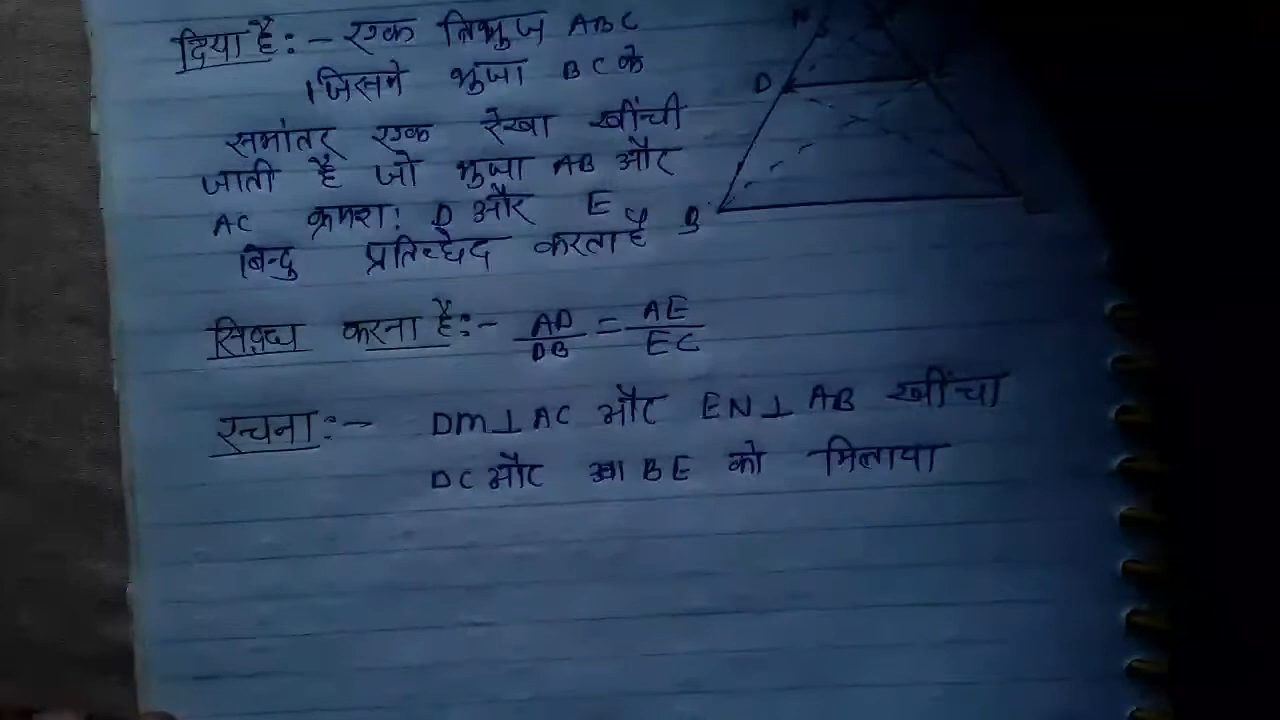 दिया है:- एक त्रिभुज ABC
जिसमे भुजा BC के
समांतर एक रेखा खींची
जाती है जो भुजा AB और
AC क्रमश: D और E
बिन्दु प्रतिच्छेद करता है
D
B
सिद्ध करना है:- AD/DB = AE/EC
रचना:- DM⊥AC और EN⊥AB खींचा
DC और BE को मिलाया